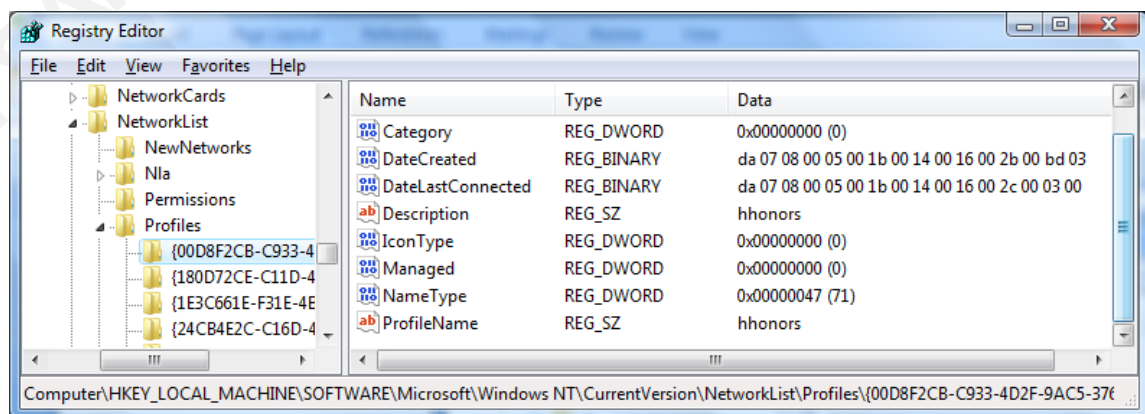 Registry Editor
File Edit View Favorites Help
NetworkCards
NetworkList
NewNetworks
Nla
Permissions
Profiles
{00D8F2CB-C933-4
{180D72CE-C11D-4
{1E3C661E-F31E-4E
{24CB4E2C-C16D-4
Name Type Data
Category REG_DWORD 0x00000000 (0)
DateCreated REG_BINARY da 07 08 00 05 00 1b 00 14 00 16 00 2b 00 bd 03
DateLastConnected REG_BINARY da 07 08 00 05 00 1b 00 14 00 16 00 2c 00 03 00
Description REG_SZ hhonors
IconType REG_DWORD 0x00000000 (0)
Managed REG_DWORD 0x00000000 (0)
NameType REG_DWORD 0x00000047 (71)
ProfileName REG_SZ hhonors
Computer\HKEY_LOCAL_MACHINE\SOFTWARE\Microsoft\Windows NT\CurrentVersion\NetworkList\Profiles\{00D8F2CB-C933-4D2F-9AC5-376